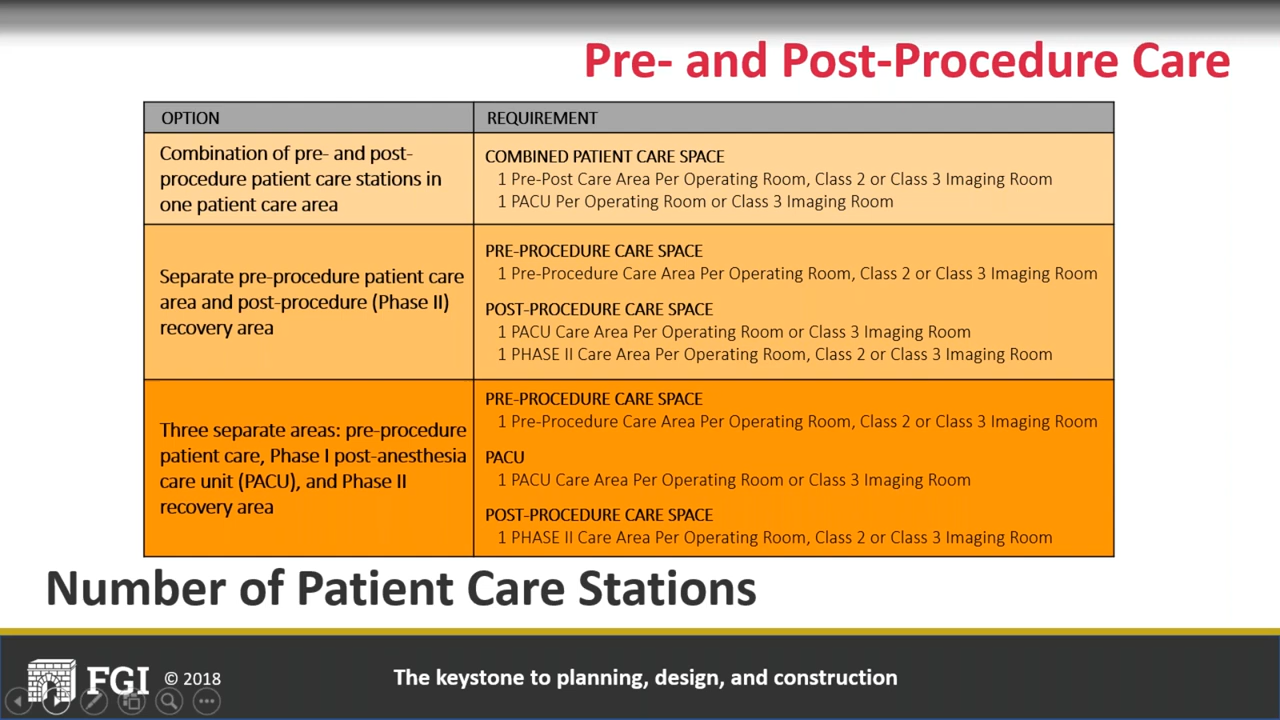 Pre- and Post-Procedure Care
OPTION
REQUIREMENT
Combination of pre- and post-
procedure patient care stations in
one patient care area
COMBINED PATIENT CARE SPACE
1 Pre-Post Care Area Per Operating Room, Class 2 or Class 3 Imaging Room
1 PACU Per Operating Room or Class 3 Imaging Room
Separate pre-procedure patient care
area and post-procedure (Phase II)
recovery area
PRE-PROCEDURE CARE SPACE
1 Pre-Procedure Care Area Per Operating Room, Class 2 or Class 3 Imaging Room
POST-PROCEDURE CARE SPACE
1 PACU Care Area Per Operating Room or Class 3 Imaging Room
1 PHASE II Care Area Per Operating Room, Class 2 or Class 3 Imaging Room
Three separate areas: pre-procedure
patient care, Phase I post-anesthesia
care unit (PACU), and Phase II
recovery area
PRE-PROCEDURE CARE SPACE
1 Pre-Procedure Care Area Per Operating Room, Class 2 or Class 3 Imaging Room
PACU
1 PACU Care Area Per Operating Room or Class 3 Imaging Room
POST-PROCEDURE CARE SPACE
1 PHASE II Care Area Per Operating Room, Class 2 or Class 3 Imaging Room
Number of Patient Care Stations
FGI © 2018
The keystone to planning, design, and construction